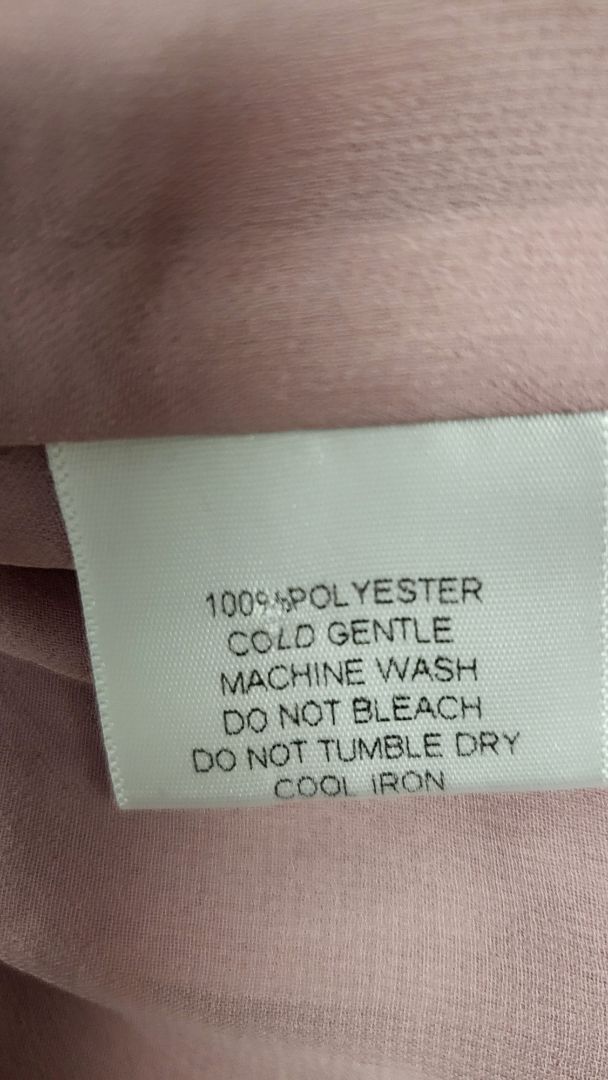 100%POLYESTER
COLD GENTLE
MACHINE WASH
DO NOT BLEACH
DO NOT TUMBLE DRY
COOL IRON